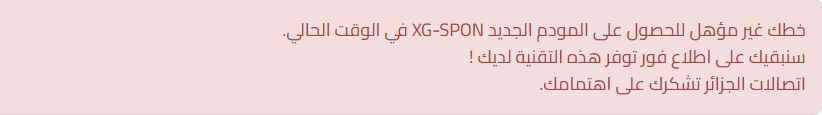 خطك غير مؤهل للحصول على المودم الجديد XG-SPON في الوقت الحالي.
سنبقيك على اطلاع فور توفر هذه التقنية لديك !
اتصالات الجزائر تشكرك على اهتمامك.